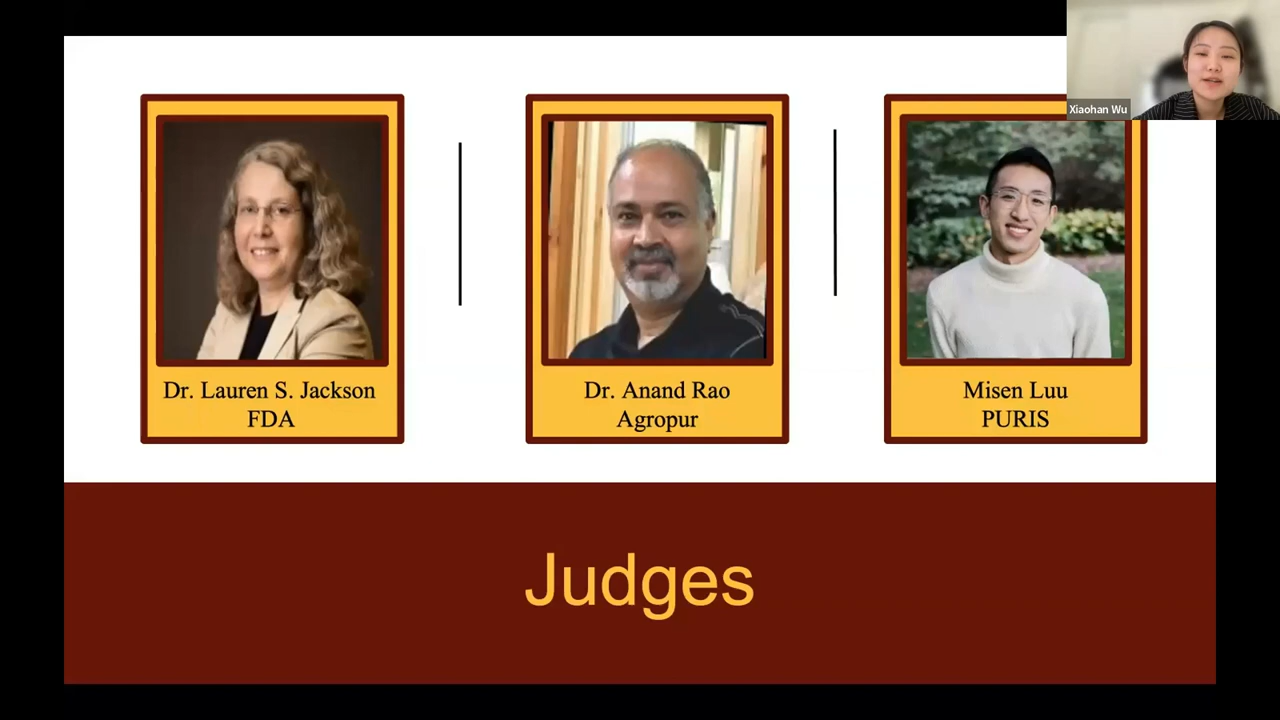 Xiaohan Wu
Dr. Lauren S. Jackson
FDA
Dr. Anand Rao
Agropur
Misen Luu
PURIS
Judges